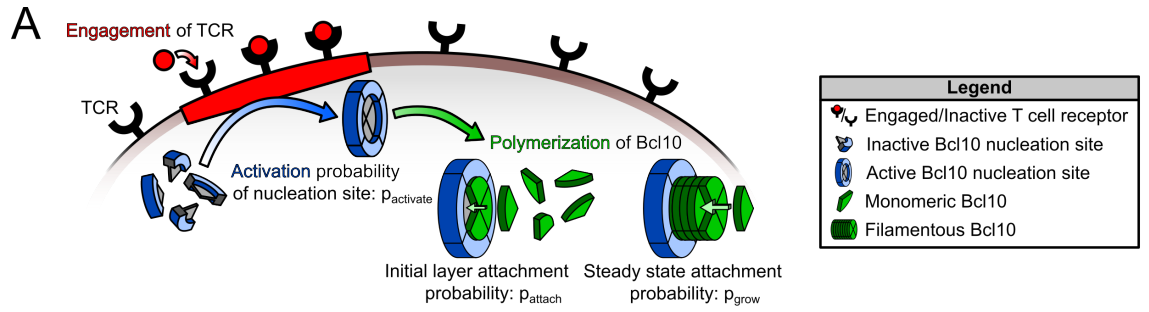 A
Engagement of TCR
TCR
Activation probability
of nucleation site: pactivate
Polymerization of Bcl10
Initial layer attachment
probability: pattach
Steady state attachment
probability: pgrow
Legend
Engaged/Inactive T cell receptor
Inactive Bcl10 nucleation site
Active Bcl10 nucleation site
Monomeric Bcl10
Filamentous Bcl10